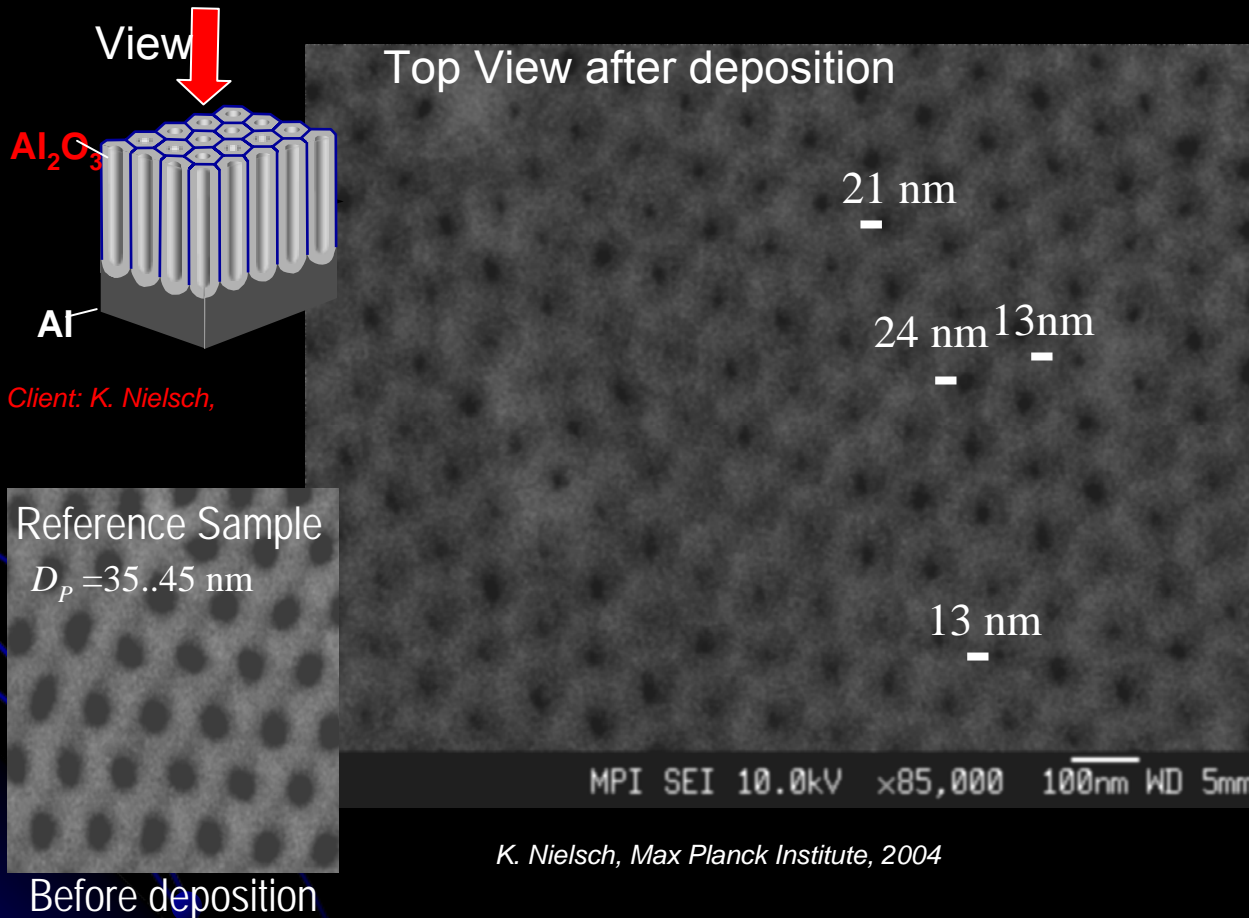 View
Top View after deposition
Al₂O₃
Al
Client: K. Nielsch,
21 nm
24 nm
13nm
13 nm
Reference Sample
D_P =35..45 nm
Before deposition
MPI SEI 10.0kV ×85,000 100nm WD 5mm
K. Nielsch, Max Planck Institute, 2004